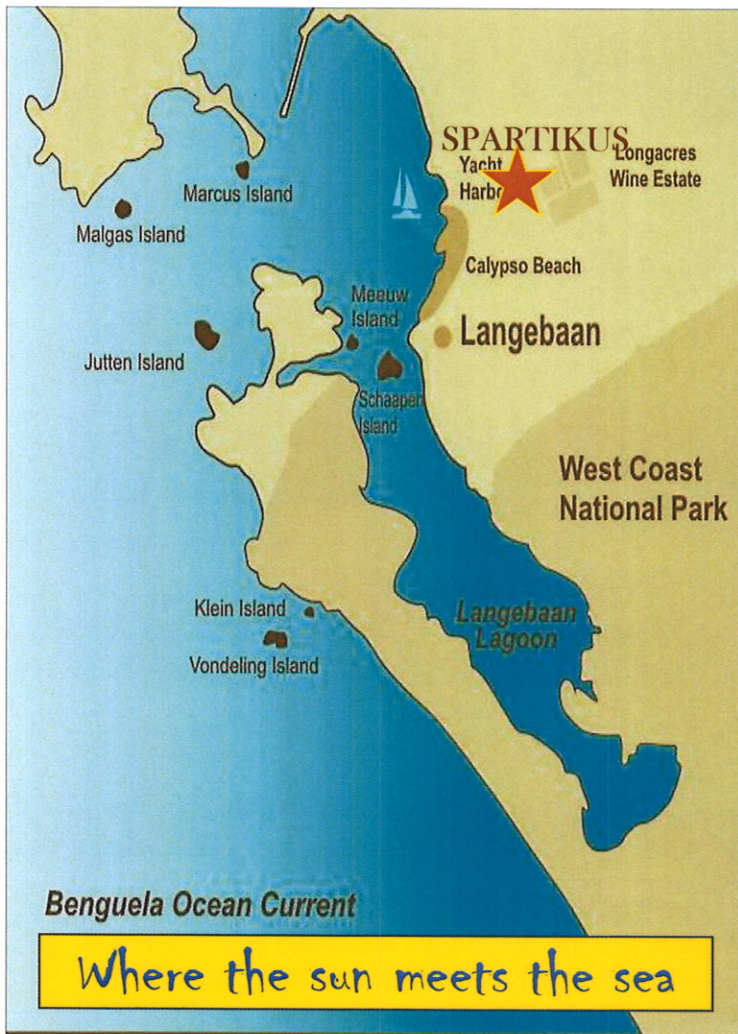 SPARTIKUS
Yacht
Harbo
Longacres
Wine Estate
Marcus Island
Malgas Island
Calypso Beach
Meeuw
Island
Langebaan
Jutten Island
Schaapen
Island
West Coast
National Park
Klein Island
Langebaan
Lagoon
Vondeling Island
Benguela Ocean Current
Where the sun meets the sea